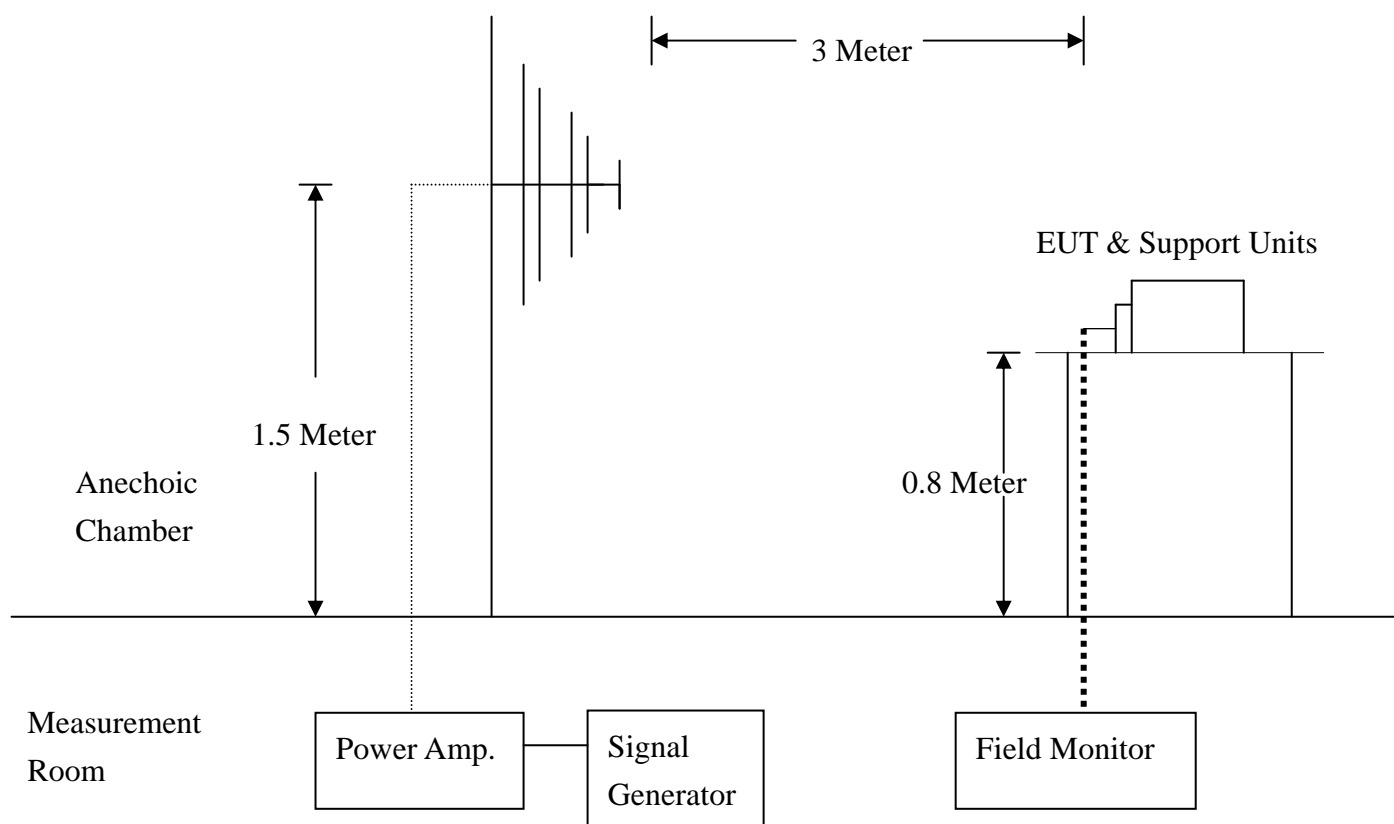 3 Meter
EUT & Support Units
1.5 Meter
Anechoic
Chamber
0.8 Meter
Measurement
Room
Power Amp.
Signal
Generator
Field Monitor